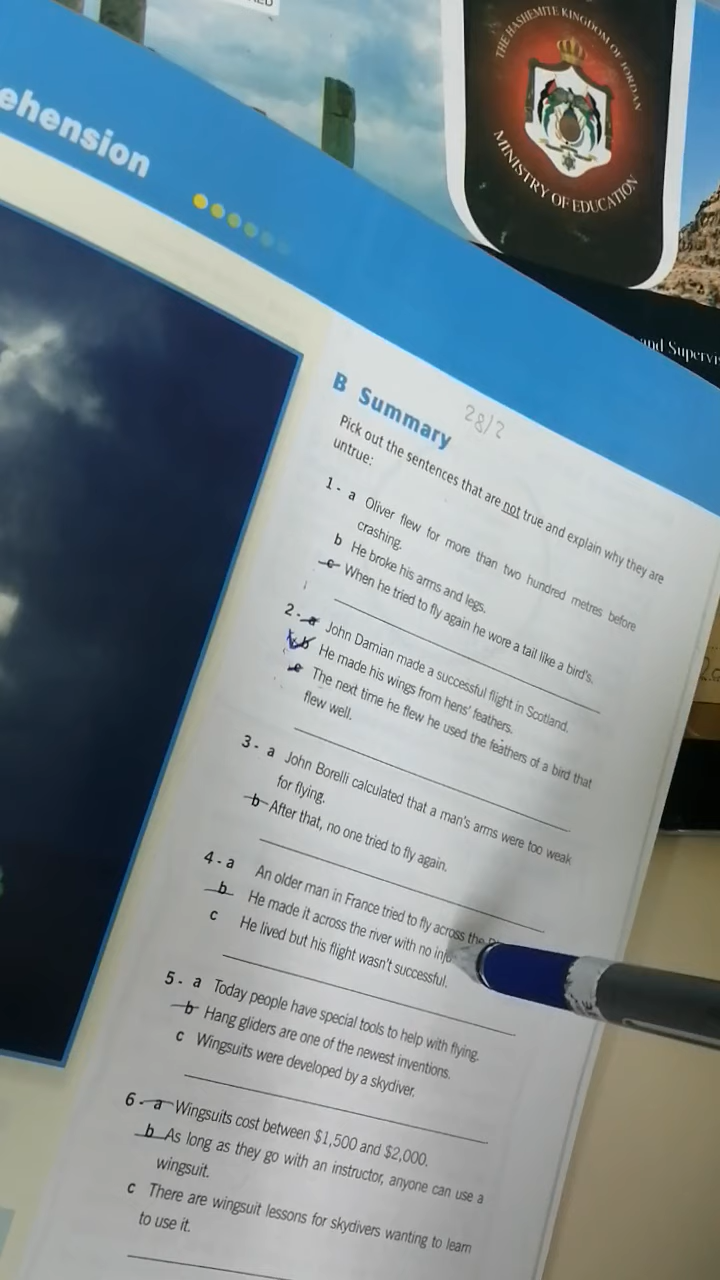 THE HASHEMITE KINGDOM OF JORDAN
MINISTRY OF EDUCATION
ehension
and Supervis
B Summary
28/2
Pick out the sentences that are not true and explain why they are
untrue:
1 - a Oliver flew for more than two hundred metres before
crashing.
b He broke his arms and legs.
c When he tried to fly again he wore a tail like a bird's.
2 - a John Damian made a successful flight in Scotland.
b He made his wings from hens' feathers.
c The next time he flew he used the feathers of a bird that
flew well.
3 - a John Borelli calculated that a man's arms were too weak
for flying.
b After that, no one tried to fly again.
4 - a An older man in France tried to fly across the
b He made it across the river with no inju
c He lived but his flight wasn't successful.
5 - a Today people have special tools to help with flying.
b Hang gliders are one of the newest inventions.
c Wingsuits were developed by a skydiver.
6 - a Wingsuits cost between $1,500 and $2,000.
b As long as they go with an instructor, anyone can use a
wingsuit.
c There are wingsuit lessons for skydivers wanting to learn
to use it.